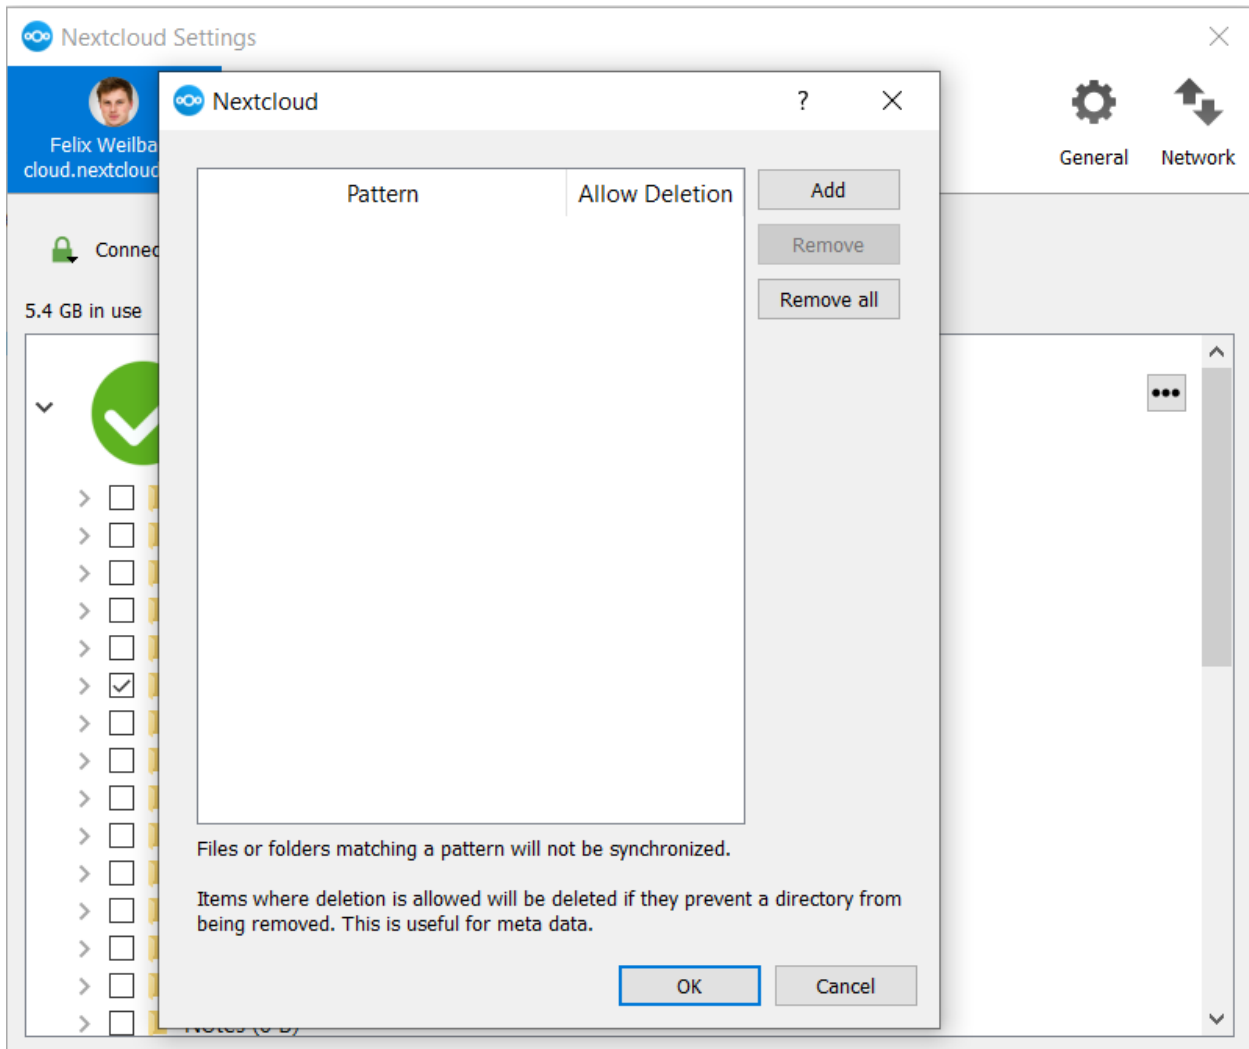 Nextcloud Settings
Felix Weilba
cloud.nextcloud
General
Network
Nextcloud
?
Pattern
Allow Deletion
Add
Remove
Remove all
Connec
5.4 GB in use
Files or folders matching a pattern will not be synchronized.
Items where deletion is allowed will be deleted if they prevent a directory from
being removed. This is useful for meta data.
OK
Cancel